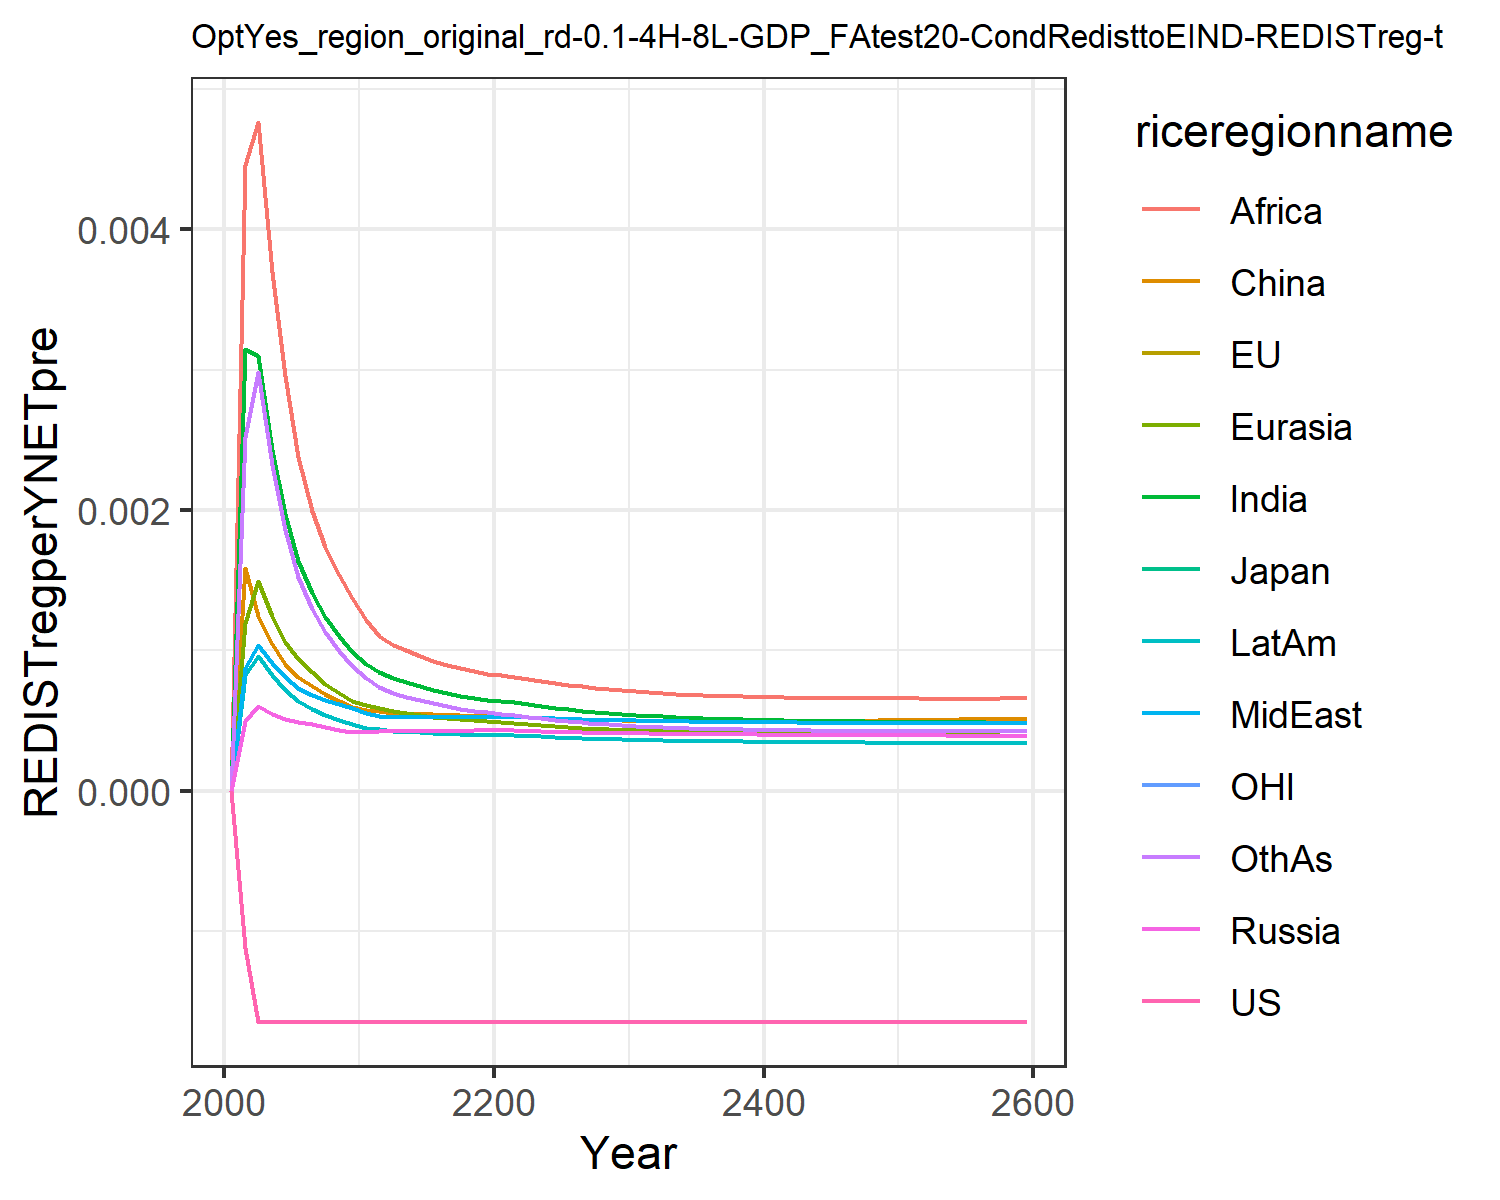 OptYes_region_original_rd-0.1-4H-8L-GDP_FAtest20-CondRedisttoEIND-REDISTreg-t
REDISTregperYNETpre
0.004
0.002
0.000
2000 2200 2400 2600
Year
riceregionname
Africa
China
EU
Eurasia
India
Japan
LatAm
MidEast
OHI
OthAs
Russia
US